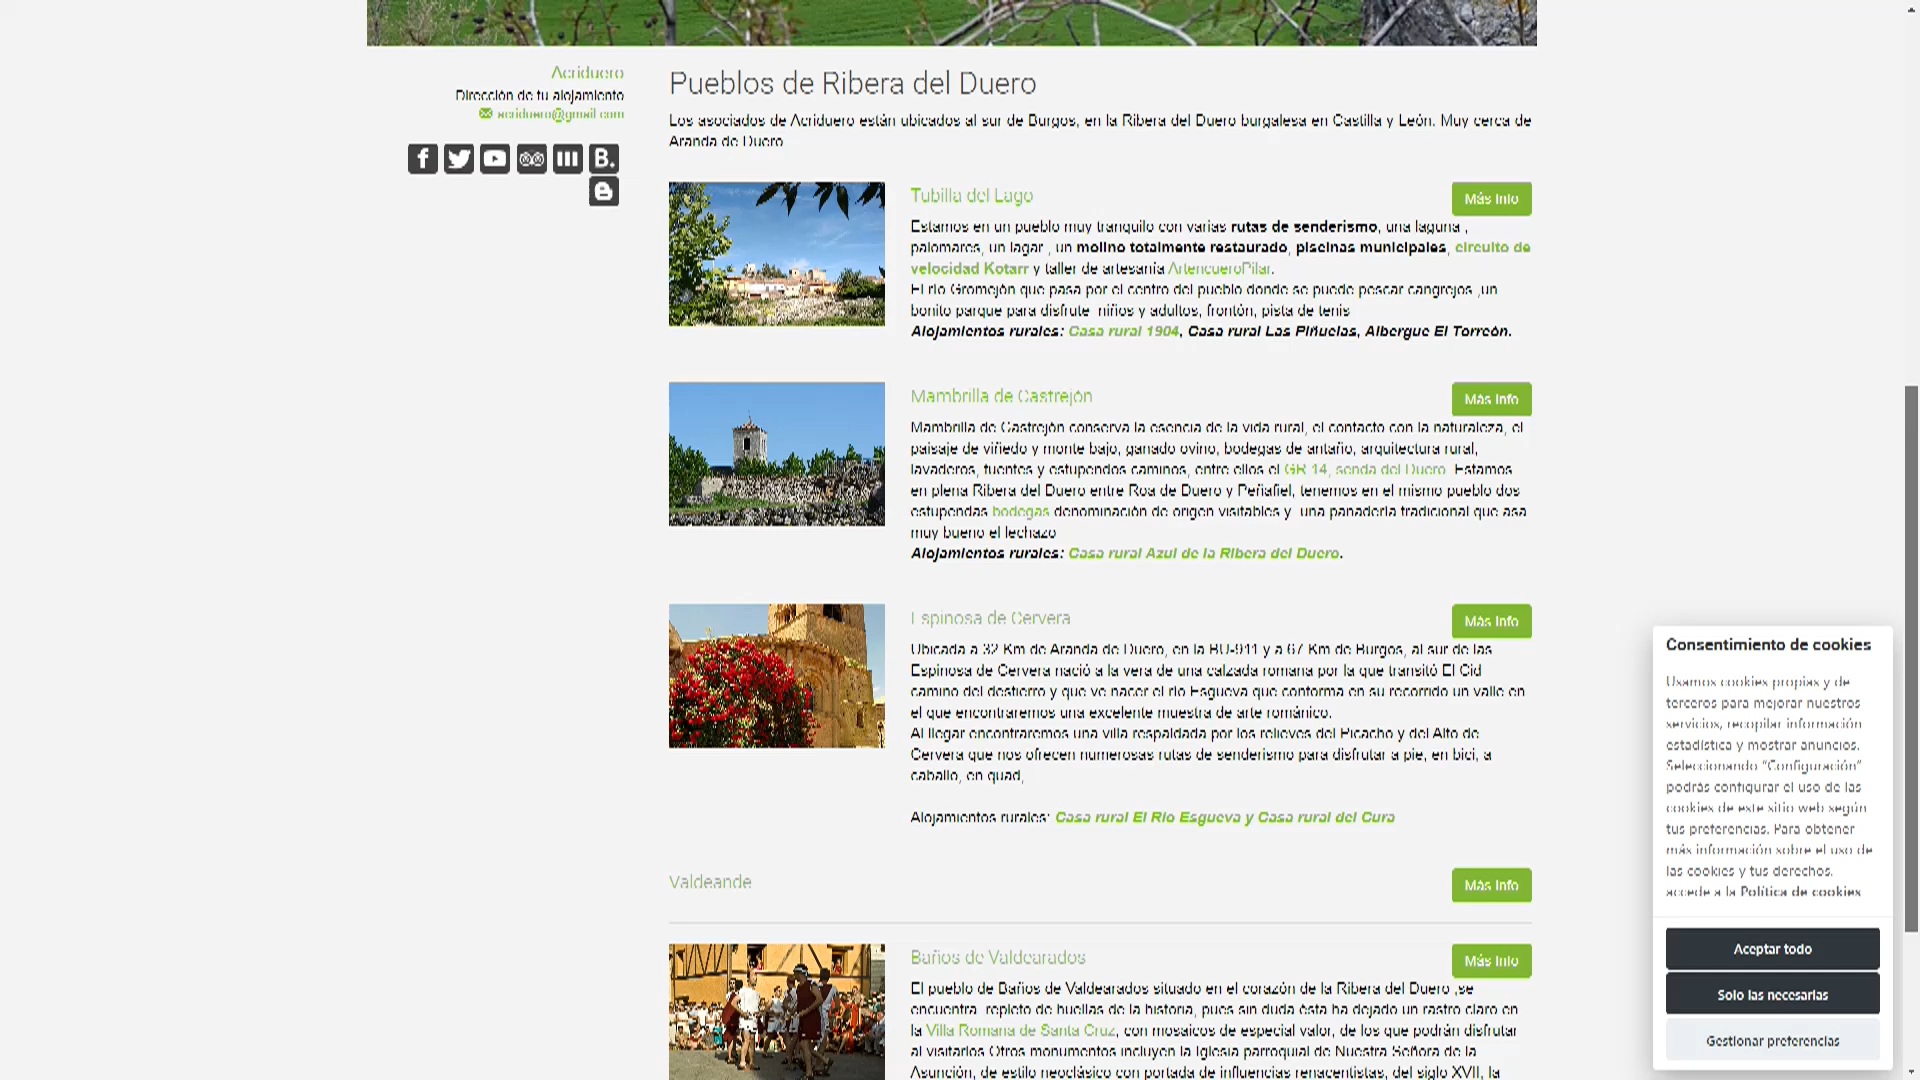 Acriduero
Dirección de tu alojamiento
acriduero@gmail.com
Pueblos de Ribera del Duero
Los asociados de Acriduero están ubicados al sur de Burgos, en la Ribera del Duero burgalesa en Castilla y León. Muy cerca de
Aranda de Duero
Tubilla del Lago
Más Info
Estamos en un pueblo muy tranquilo con varias rutas de senderismo, una laguna ,
palomares, un lagar , un molino totalmente restaurado, piscinas municipales, circuito de
velocidad Kotarr y taller de artesania ArtencueroPilar.
El río Gromejón que pasa por el centro del pueblo donde se puede pescar cangrejos ,un
bonito parque para disfrute niños y adultos, frontón, pista de tenis
Alojamientos rurales: Casa rural 1904, Casa rural Las Piñuelas, Albergue El Torreón.
Mambrilla de Castrejón
Más Info
Mambrilla de Castrejón conserva la esencia de la vida rural, el contacto con la naturaleza, el
paisaje de viñedo y monte bajo, ganado ovino, bodegas de antaño, arquitectura rural,
lavaderos, fuentes y estupendos caminos, entre ellos el GR 14, senda del Duero. Estamos
en plena Ribera del Duero entre Roa de Duero y Peñafiel, tenemos en el mismo pueblo dos
estupendas bodegas denominación de origen visitables y una panadería tradicional que asa
muy bueno el lechazo
Alojamientos rurales: Casa rural Azul de la Ribera del Duero.
Espinosa de Cervera
Más Info
Ubicada a 32 Km de Aranda de Duero, en la BU-911 y a 67 Km de Burgos, al sur de las
Espinosa de Cervera nació a la vera de una calzada romana por la que transitó El Cid
camino del destierro y que ve nacer el río Esgueva que conforma en su recorrido un valle en
el que encontraremos una excelente muestra de arte románico.
Al llegar encontraremos una villa respaldada por los relieves del Picacho y del Alto de
Cervera que nos ofrecen numerosas rutas de senderismo para disfrutar a pie, en bici, a
caballo, en quad,
Alojamientos rurales: Casa rural El Río Esgueva y Casa rural del Cura
Valdeande
Más Info
Baños de Valdearados
Más Info
El pueblo de Baños de Valdearados situado en el corazón de la Ribera del Duero ,se
encuentra repleto de huellas de la historia, pues sin duda ésta ha dejado un rastro claro en
la Villa Romana de Santa Cruz, con mosaicos de especial valor, de los que podrán disfrutar
al visitarlos Otros monumentos incluyen la Iglesia parroquial de Nuestra Señora de la
Asunción, de estilo neoclásico con portada de influencias renacentistas, del siglo XVII, la
Consentimiento de cookies
Usamos cookies propias y de
terceros para mejorar nuestros
servicios, recopilar información
estadística y mostrar anuncios.
Seleccionando “Configuración”
podrás configurar el uso de las
cookies de este sitio web según
tus preferencias. Para obtener
más información sobre el uso de
las cookies y tus derechos,
accede a la Política de cookies
Aceptar todo
Solo las necesarias
Gestionar preferencias